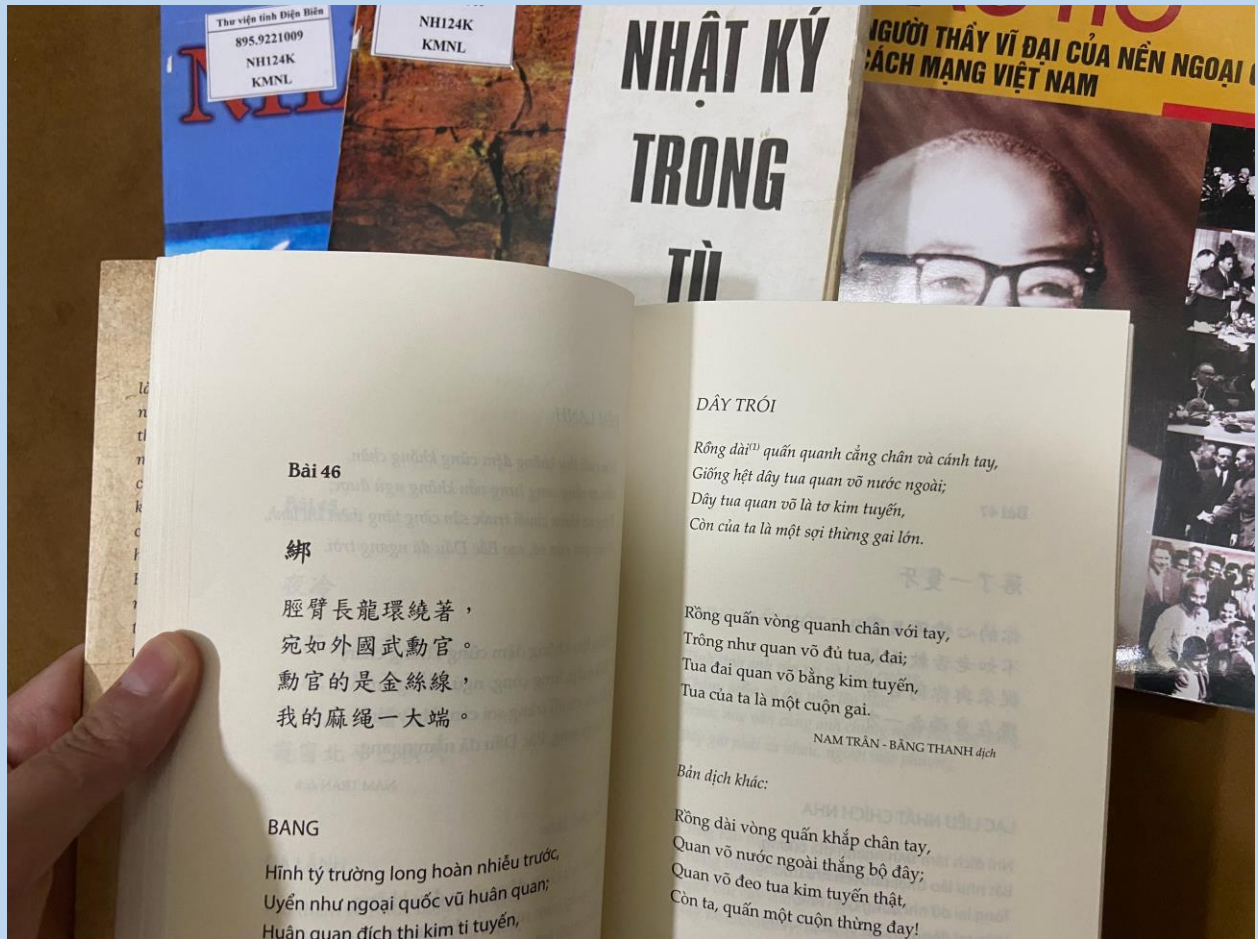 Thư viện tỉnh Điện Biên
895.9221009
NH124K
KMNL
NH124K
KMNL
NHẬT KÝ
TRONG
TÙ
NGƯỜI THẦY VĨ ĐẠI CỦA NỀN NGOẠI
CÁCH MẠNG VIỆT NAM
Bài 46
綁
脛臂長龍環繞著，
宛如外國武勳官。
勳官的是金絲線，
我的麻绳一大端。
BANG
Hĩnh tý trường long hoàn nhiễu trước,
Uyển như ngoại quốc vũ huân quan;
Huân quan đích thị kim ti tuyến,
DÂY TRÓI
Rồng dài(1) quấn quanh cẳng chân và cánh tay,
Giống hệt dây tua quan võ nước ngoài;
Dây tua quan võ là tơ kim tuyến,
Còn của ta là một sợi thừng gai lớn.
Rồng quấn vòng quanh chân với tay,
Trông như quan võ đủ tua, đai;
Tua đai quan võ bằng kim tuyến,
Tua của ta là một cuộn gai.
NAM TRÂN - BĂNG THANH dịch
Bản dịch khác:
Rồng dài vòng quấn khắp chân tay,
Quan võ nước ngoài thắng bộ đây;
Quan võ đeo tua kim tuyến thật,
Còn ta, quấn một cuộn thừng đay!